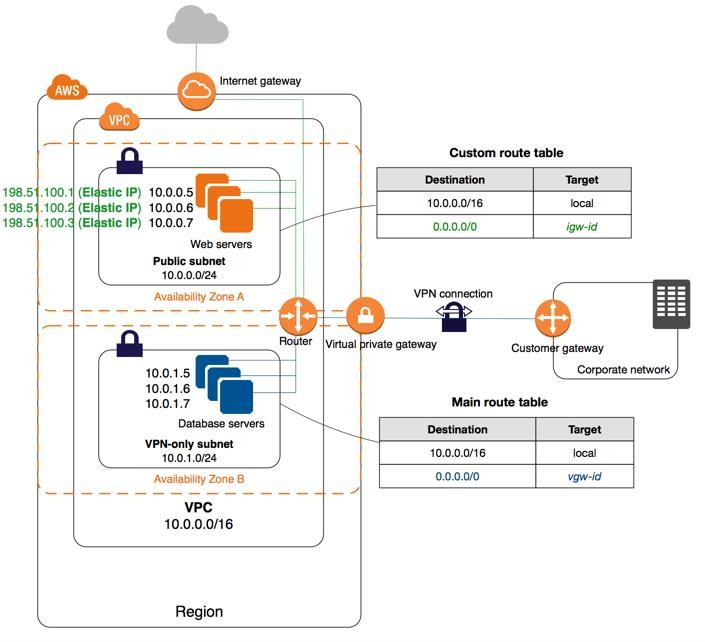 Internet gateway
AWS
VPC
198.51.100.1 (Elastic IP) 10.0.0.5
198.51.100.2 (Elastic IP) 10.0.0.6
198.51.100.3 (Elastic IP) 10.0.0.7
Web servers
Public subnet
10.0.0.0/24
Availability Zone A
Custom route table
Destination Target
10.0.0.0/16 local
0.0.0.0/0 igw-id
Router
Virtual private gateway
VPN connection
Customer gateway
Corporate network
10.0.1.5
10.0.1.6
10.0.1.7
Database servers
VPN-only subnet
10.0.1.0/24
Availability Zone B
Main route table
Destination Target
10.0.0.0/16 local
0.0.0.0/0 vgw-id
VPC
10.0.0.0/16
Region